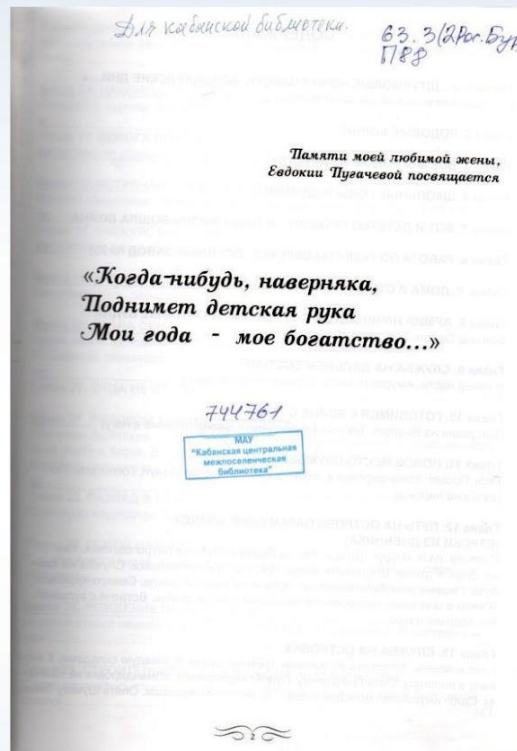 Для кабанской библиотеки.
63.3(2Рос.Бур
П88
Памяти моей любимой жены,
Евдокии Пугачевой посвящается
«Когда-нибудь, наверняка,
Поднимет детская рука
Мои года - мое богатство...»
744761
МАУ
"Кабанская центральная
межпоселенческая
библиотека"
2